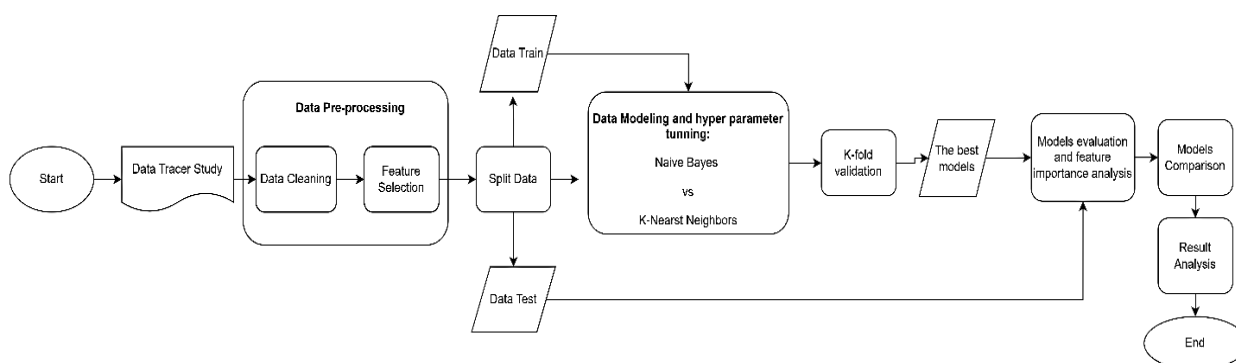 Start
Data Tracer Study
Data Pre-processing
Data Cleaning
Feature
Selection
Split Data
Data Train
Data Test
Data Modeling and hyper parameter
tunning:
Naive Bayes
vs
K-Nearst Neighbors
K-fold
validation
The best
models
Models evaluation
and feature
importance analysis
Models
Comparison
Result
Analysis
End